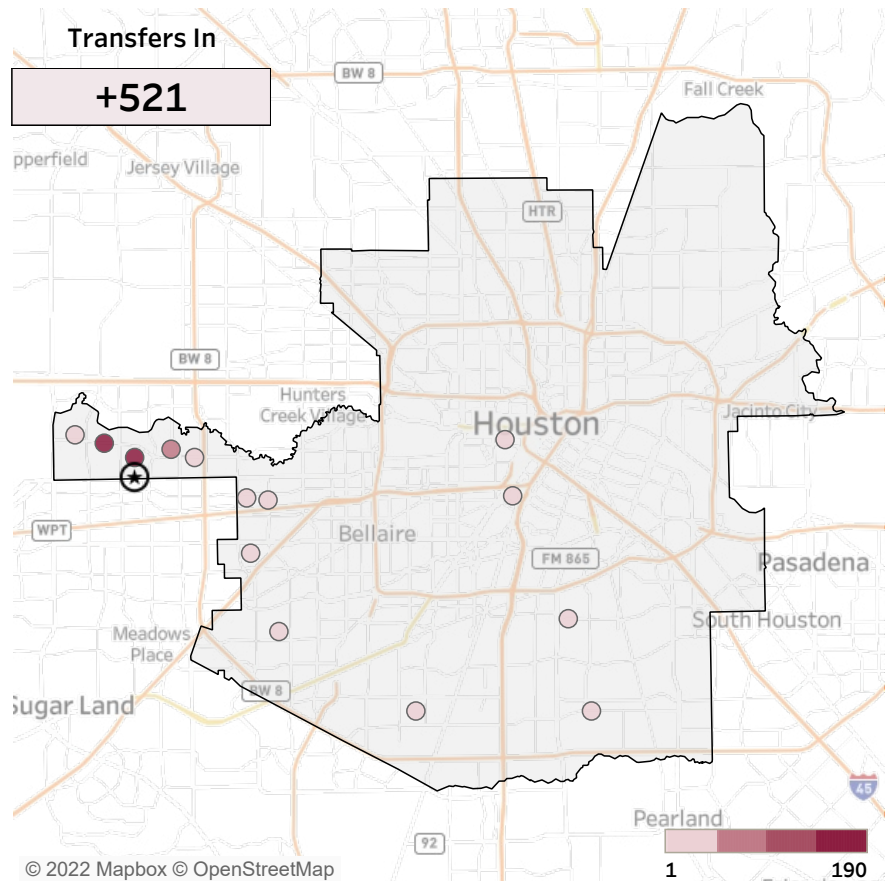 Transfers In
+521
BW 8
Fall Creek
pperfield
Jersey Village
HTR
BW 8
Hunters
Creek Village
Jacinto City
Houston
WPT
Bellaire
FM 865
Pasadena
Meadows
Place
South Houston
BW 8
Sugar Land
45
Pearland
92
1
190
© 2022 Mapbox © OpenStreetMap